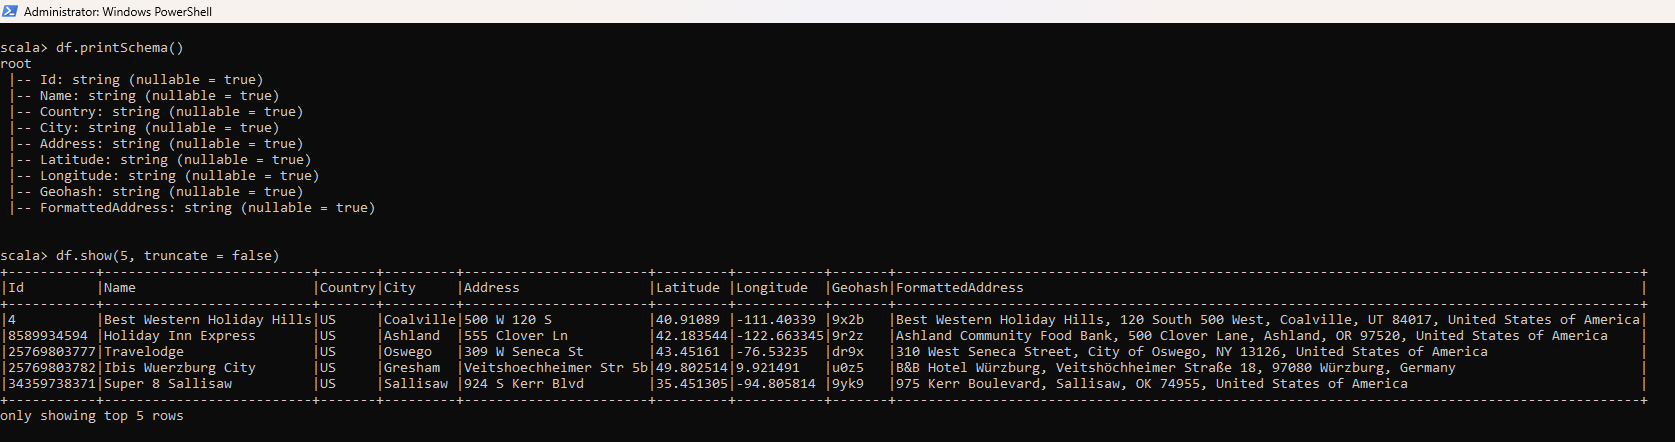 Administrator: Windows PowerShell
scala> df.printSchema()
root
 |-- Id: string (nullable = true)
 |-- Name: string (nullable = true)
 |-- Country: string (nullable = true)
 |-- City: string (nullable = true)
 |-- Address: string (nullable = true)
 |-- Latitude: string (nullable = true)
 |-- Longitude: string (nullable = true)
 |-- Geohash: string (nullable = true)
 |-- FormattedAddress: string (nullable = true)
scala> df.show(5, truncate = false)
+-----------+--------------------------+-------+---------+-----------------------+---------+-----------+-------+---------------------------------------------------------------------------------------------+
|Id         |Name                      |Country|City     |Address                |Latitude |Longitude  |Geohash|FormattedAddress                                                                             |
+-----------+--------------------------+-------+---------+-----------------------+---------+-----------+-------+---------------------------------------------------------------------------------------------+
|4          |Best Western Holiday Hills|US     |Coalville|500 W 120 S            |40.91089 |-111.40339 |9x2b   |Best Western Holiday Hills, 120 South 500 West, Coalville, UT 84017, United States of America|
|8589934594 |Holiday Inn Express       |US     |Ashland  |555 Clover Ln          |42.183544|-122.663345|9r2z   |Ashland Community Food Bank, 500 Clover Lane, Ashland, OR 97520, United States of America    |
|25769803777|Travelodge                |US     |Oswego   |309 W Seneca St        |43.45161 |-76.53235  |dr9x   |310 West Seneca Street, City of Oswego, NY 13126, United States of America                   |
|25769803782|Ibis Wuerzburg City       |US     |Gresham  |Veitshoechheimer Str 5b|49.802514|9.921491   |u0z5   |B&B Hotel Würzburg, Veitshöchheimer Straße 18, 97080 Würzburg, Germany                       |
|34359738371|Super 8 Sallisaw          |US     |Sallisaw |924 S Kerr Blvd        |35.451305|-94.805814 |9yk9   |975 Kerr Boulevard, Sallisaw, OK 74955, United States of America                             |
+-----------+--------------------------+-------+---------+-----------------------+---------+-----------+-------+---------------------------------------------------------------------------------------------+
only showing top 5 rows